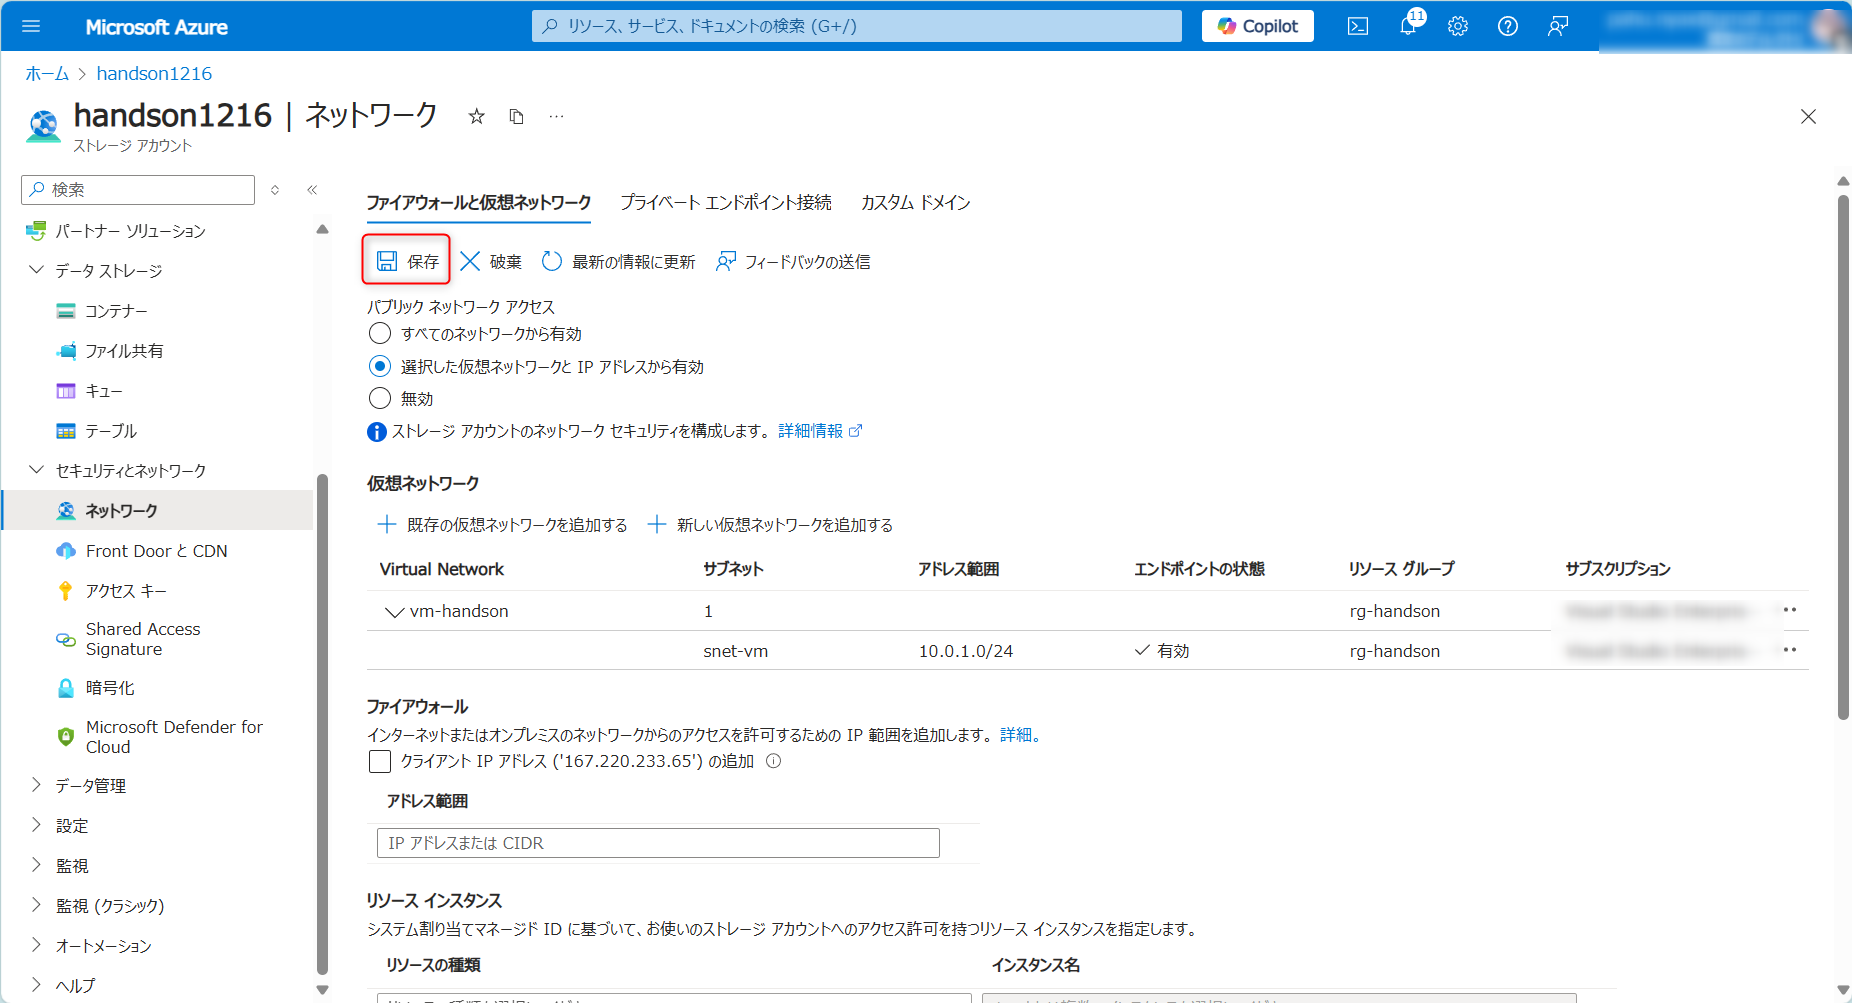 Microsoft Azure
リソース、サービス、ドキュメントの検索 (G+/)
Copilot
11
ホーム > handson1216
handson1216 | ネットワーク
ストレージ アカウント
検索
パートナー ソリューション
データ ストレージ
コンテナー
ファイル共有
キュー
テーブル
セキュリティとネットワーク
ネットワーク
Front Door と CDN
アクセス キー
Shared Access
Signature
暗号化
Microsoft Defender for
Cloud
データ管理
設定
監視
監視 (クラシック)
オートメーション
ヘルプ
ファイアウォールと仮想ネットワーク プライベート エンドポイント接続 カスタム ドメイン
保存 破棄 最新の情報に更新 フィードバックの送信
パブリック ネットワーク アクセス
すべてのネットワークから有効
選択した仮想ネットワークと IP アドレスから有効
無効
ストレージ アカウントのネットワーク セキュリティを構成します。 詳細情報
仮想ネットワーク
既存の仮想ネットワークを追加する 新しい仮想ネットワークを追加する
Virtual Network サブネット アドレス範囲 エンドポイントの状態 リソース グループ サブスクリプション
vm-handson 1 rg-handson
snet-vm 10.0.1.0/24 有効 rg-handson
ファイアウォール
インターネットまたはオンプレミスのネットワークからのアクセスを許可するための IP 範囲を追加します。 詳細。
クライアント IP アドレス ('167.220.233.65') の追加
アドレス範囲
IP アドレスまたは CIDR
リソース インスタンス
システム割り当てマネージド ID に基づいて、お使いのストレージ アカウントへのアクセス許可を持つリソース インスタンスを指定します。
リソースの種類 インスタンス名